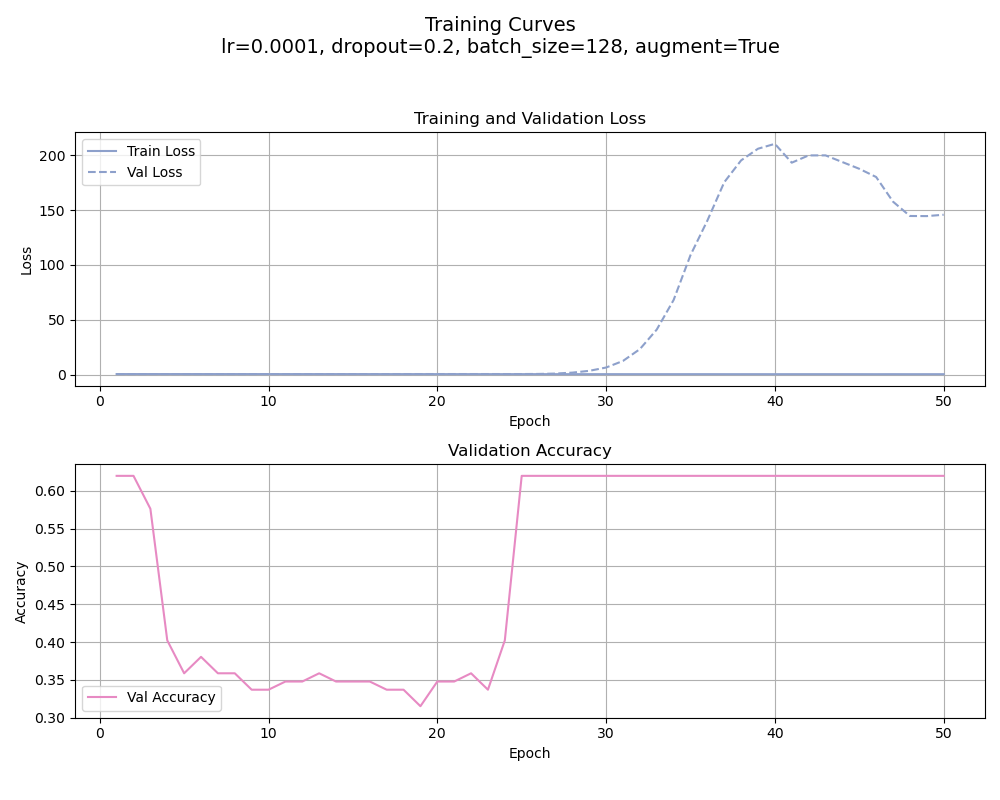 Training Curves
lr=0.0001, dropout=0.2, batch_size=128, augment=True
Training and Validation Loss
Train Loss
Val Loss
200
150
100
50
0
Loss
0 10 20 30 40 50
Epoch
Validation Accuracy
0.60
0.55
0.50
0.45
0.40
0.35
0.30
Accuracy
Val Accuracy
0 10 20 30 40 50
Epoch